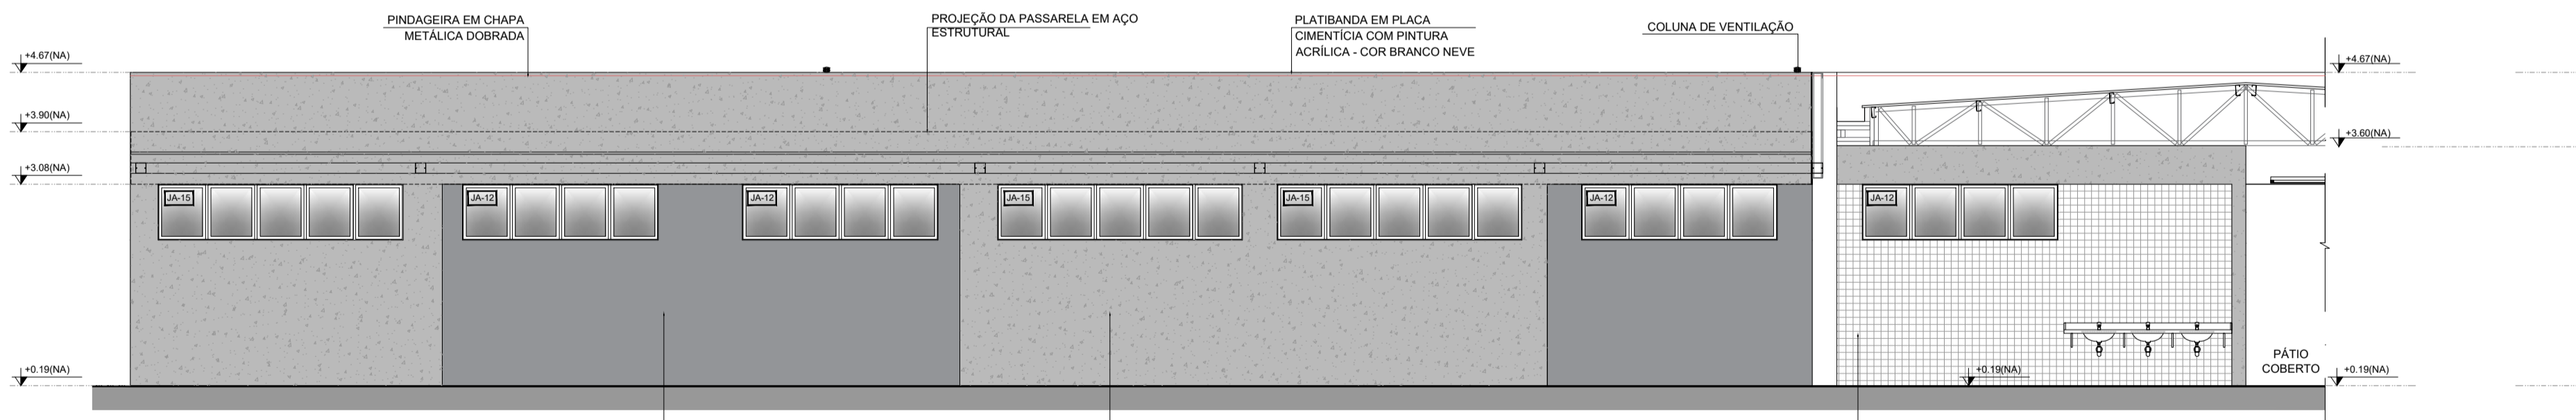 PINDAGEIRA EM CHAPA
METÁLICA DOBRADA
PROJEÇÃO DA PASSARELA EM AÇO
ESTRUTURAL
PLATIBANDA EM PLACA
CIMENTÍCIA COM PINTURA
ACRÍLICA - COR BRANCO NEVE
COLUNA DE VENTILAÇÃO
+4.67(NA)
+4.67(NA)
+3.90(NA)
+3.60(NA)
+3.08(NA)
JA-15
JA-12
JA-12
JA-15
JA-15
JA-12
JA-12
PÁTIO
COBERTO
+0.19(NA)
+0.19(NA)
+0.19(NA)